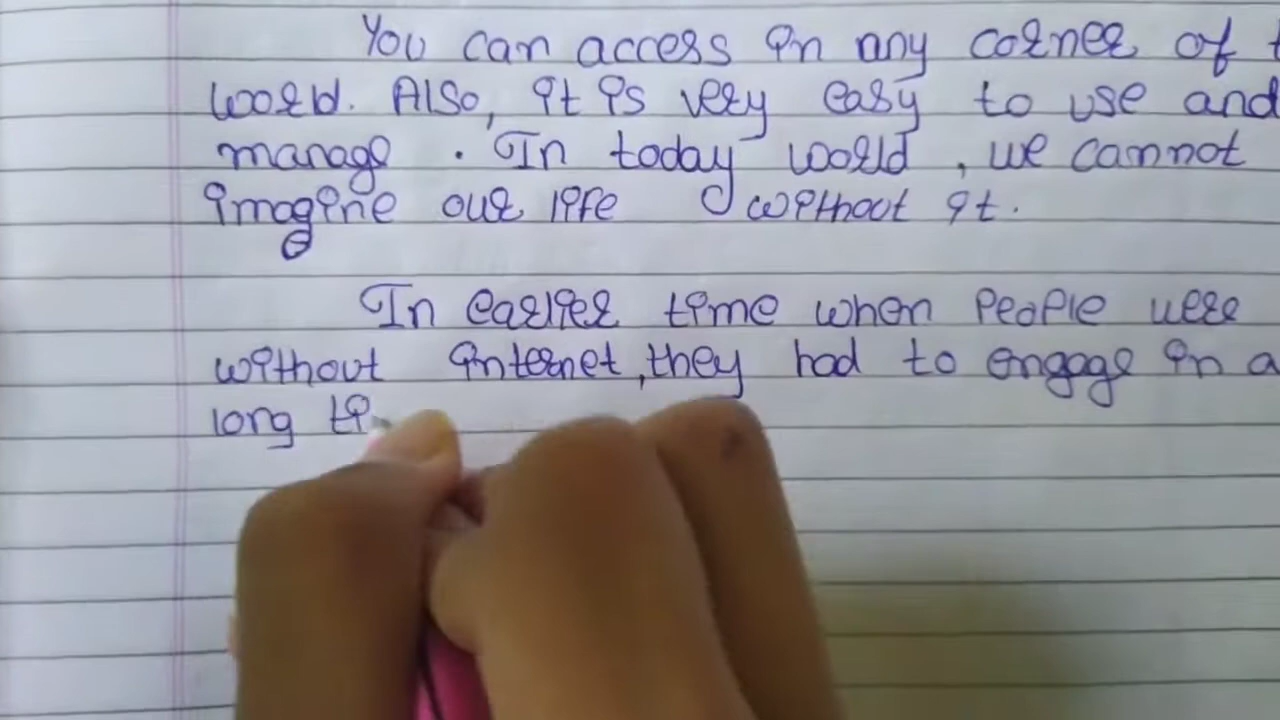 You can access in any corner of t
world. Also, it is very easy to use and
manage . In today world , we cannot
imagine our life without it.
In earlier time when People were
without internet, they had to engage in a
long ti